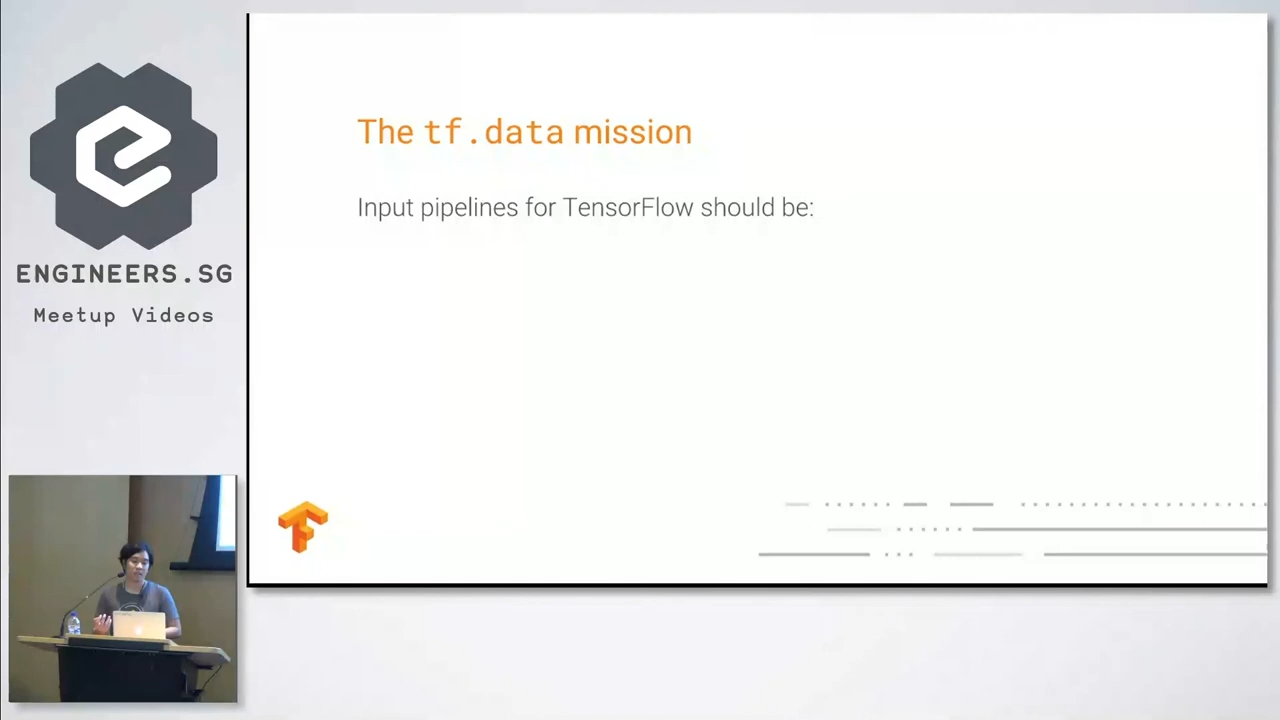 ENGINEERS.SG
Meetup Videos
The tf.data mission
Input pipelines for TensorFlow should be: